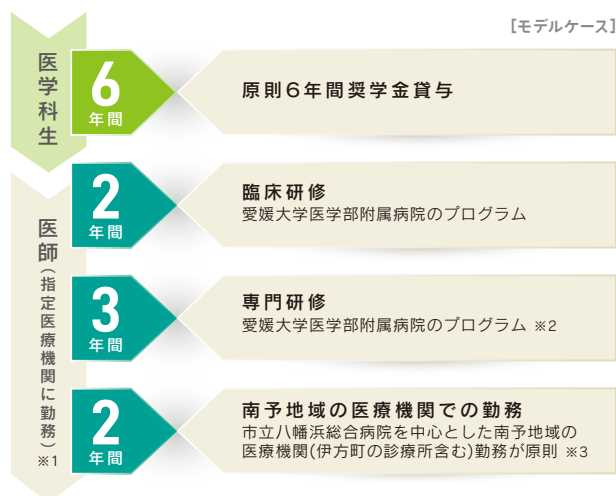 [モデルケース]
医学科生
6
年間
原則6年間奨学金貸与
医師(指定医療機関に勤務)
※1
2
年間
臨床研修
愛媛大学医学部附属病院のプログラム
3
年間
専門研修
愛媛大学医学部附属病院のプログラム ※2
2
年間
南予地域の医療機関での勤務
市立八幡浜総合病院を中心とした南予地域の
医療機関(伊方町の診療所含む)勤務が原則 ※3